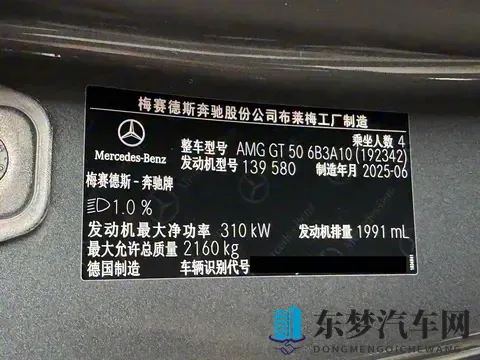 梅赛德斯奔驰股份公司布莱梅工厂制造
乘坐人数 4
Mercedes-Benz
整车型号 AMG GT 50 6B3A10 (192342)
发动机型号 139 580
制造年月 2025-06
梅赛德斯－奔驰牌
1.0 %
发动机最大净功率 310 kW
发动机排量 1991 mL
最大允许总质量 2160 kg
德国制造
车辆识别代号
东梦汽车网
DONGMENGQICHEWANG